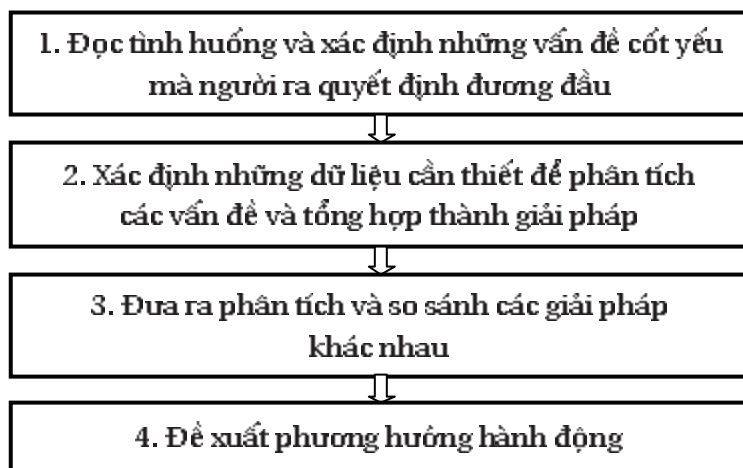 1. Đọc tình huống và xác định những vấn đề cốt yếu
mà người ra quyết định đương đầu
2. Xác định những dữ liệu cần thiết để phân tích
các vấn đề và tổng hợp thành giải pháp
3. Đưa ra phân tích và so sánh các giải pháp
khác nhau
4. Đề xuất phương hướng hành động